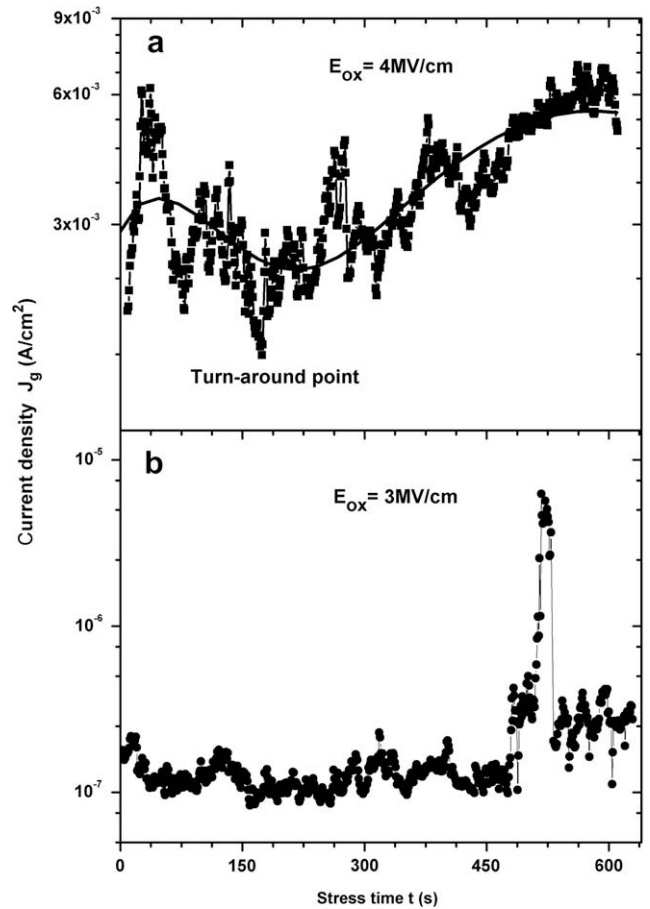 a
E_ox = 4MV/cm
9x10⁻³
6x10⁻³
3x10⁻³
Turn-around point
Current density J_g (A/cm²)
b
E_ox = 3MV/cm
10⁻⁵
10⁻⁶
10⁻⁷
0 150 300 450 600
Stress time t (s)